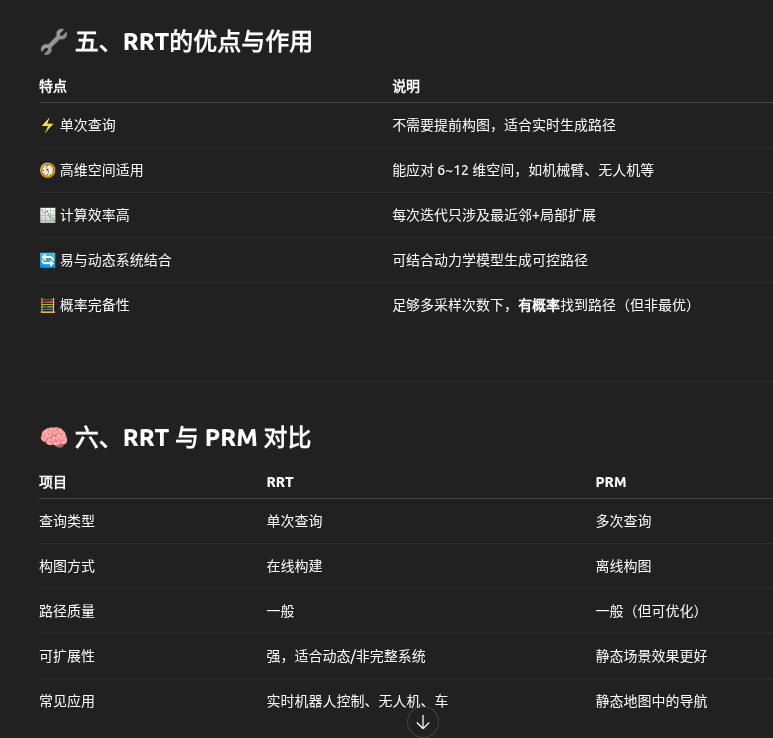 🔧 五、RRT的优点与作用
特点 说明
⚡ 单次查询 不需要提前构图，适合实时生成路径
🧭 高维空间适用 能应对 6~12 维空间，如机械臂、无人机等
计算效率高 每次迭代只涉及最近邻+局部扩展
🔄 易与动态系统结合 可结合动力学模型生成可控路径
🧮 概率完备性 足够多采样次数下，有概率找到路径（但非最优）
🧠 六、RRT 与 PRM 对比
项目 RRT PRM
查询类型 单次查询 多次查询
构图方式 在线构建 离线构图
路径质量 一般 一般（但可优化）
可扩展性 强，适合动态/非完整系统 静态场景效果更好
常见应用 实时机器人控制、无人机、车 静态地图中的导航